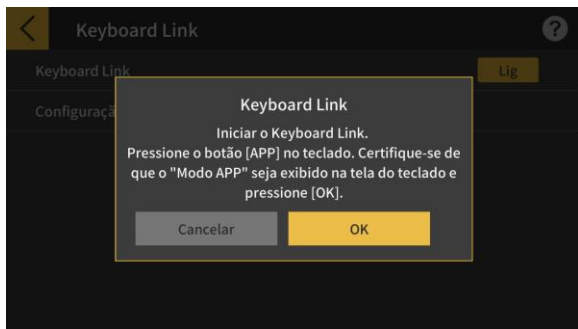 Keyboard Link
?
Keyboard Link
Lig
Configuraçã
Keyboard Link
Iniciar o Keyboard Link.
Pressione o botão [APP] no teclado. Certifique-se de
que o "Modo APP" seja exibido na tela do teclado e
pressione [OK].
Cancelar
OK